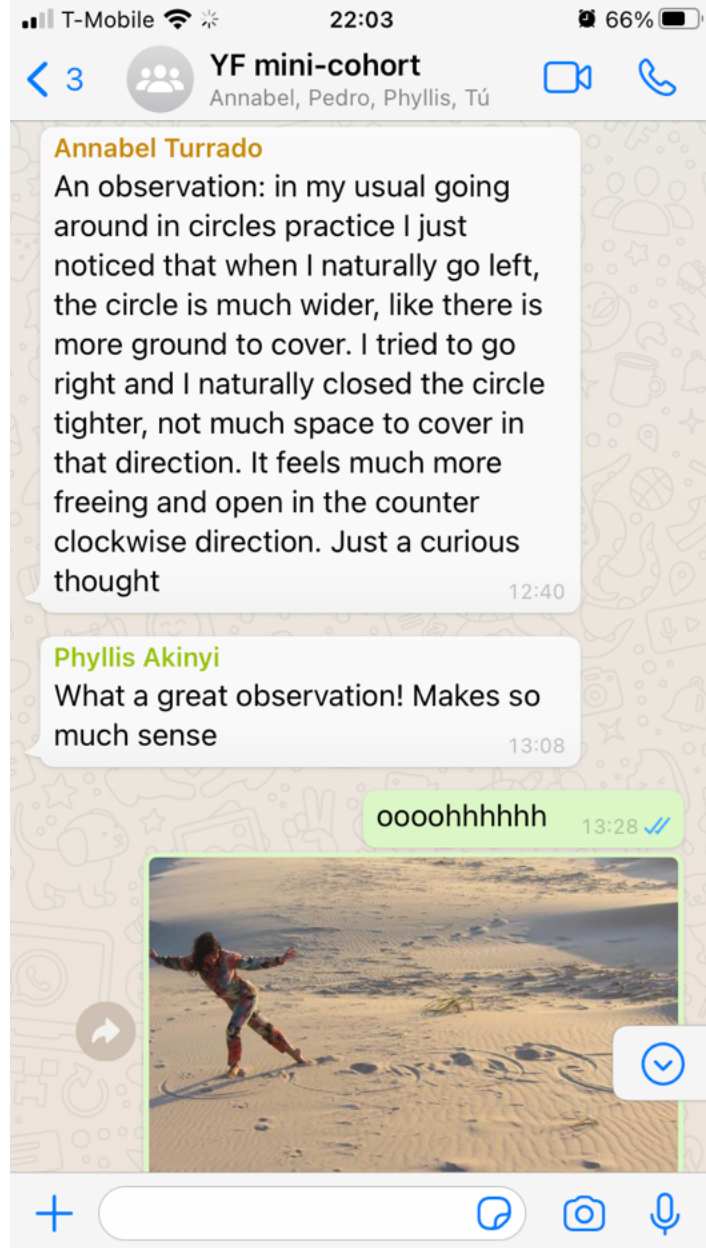 T-Mobile 22:03 66%
3 YF mini-cohort
Annabel, Pedro, Phyllis, Tú
Annabel Turrado
An observation: in my usual going
around in circles practice I just
noticed that when I naturally go left,
the circle is much wider, like there is
more ground to cover. I tried to go
right and I naturally closed the circle
tighter, not much space to cover in
that direction. It feels much more
freeing and open in the counter
clockwise direction. Just a curious
thought
12:40
Phyllis Akinyi
What a great observation! Makes so
much sense
13:08
oooohhhhhh 13:28